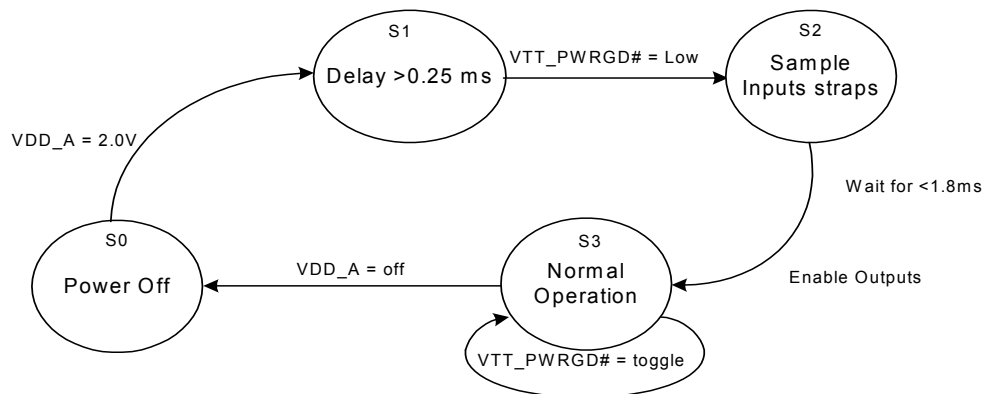 S1
Delay >0.25 ms
VTT_PWRGD# = Low
S2
Sample
Inputs straps
VDD_A = 2.0V
Wait for <1.8ms
S0
Power Off
VDD_A = off
S3
Normal
Operation
Enable Outputs
VTT_PWRGD# = toggle